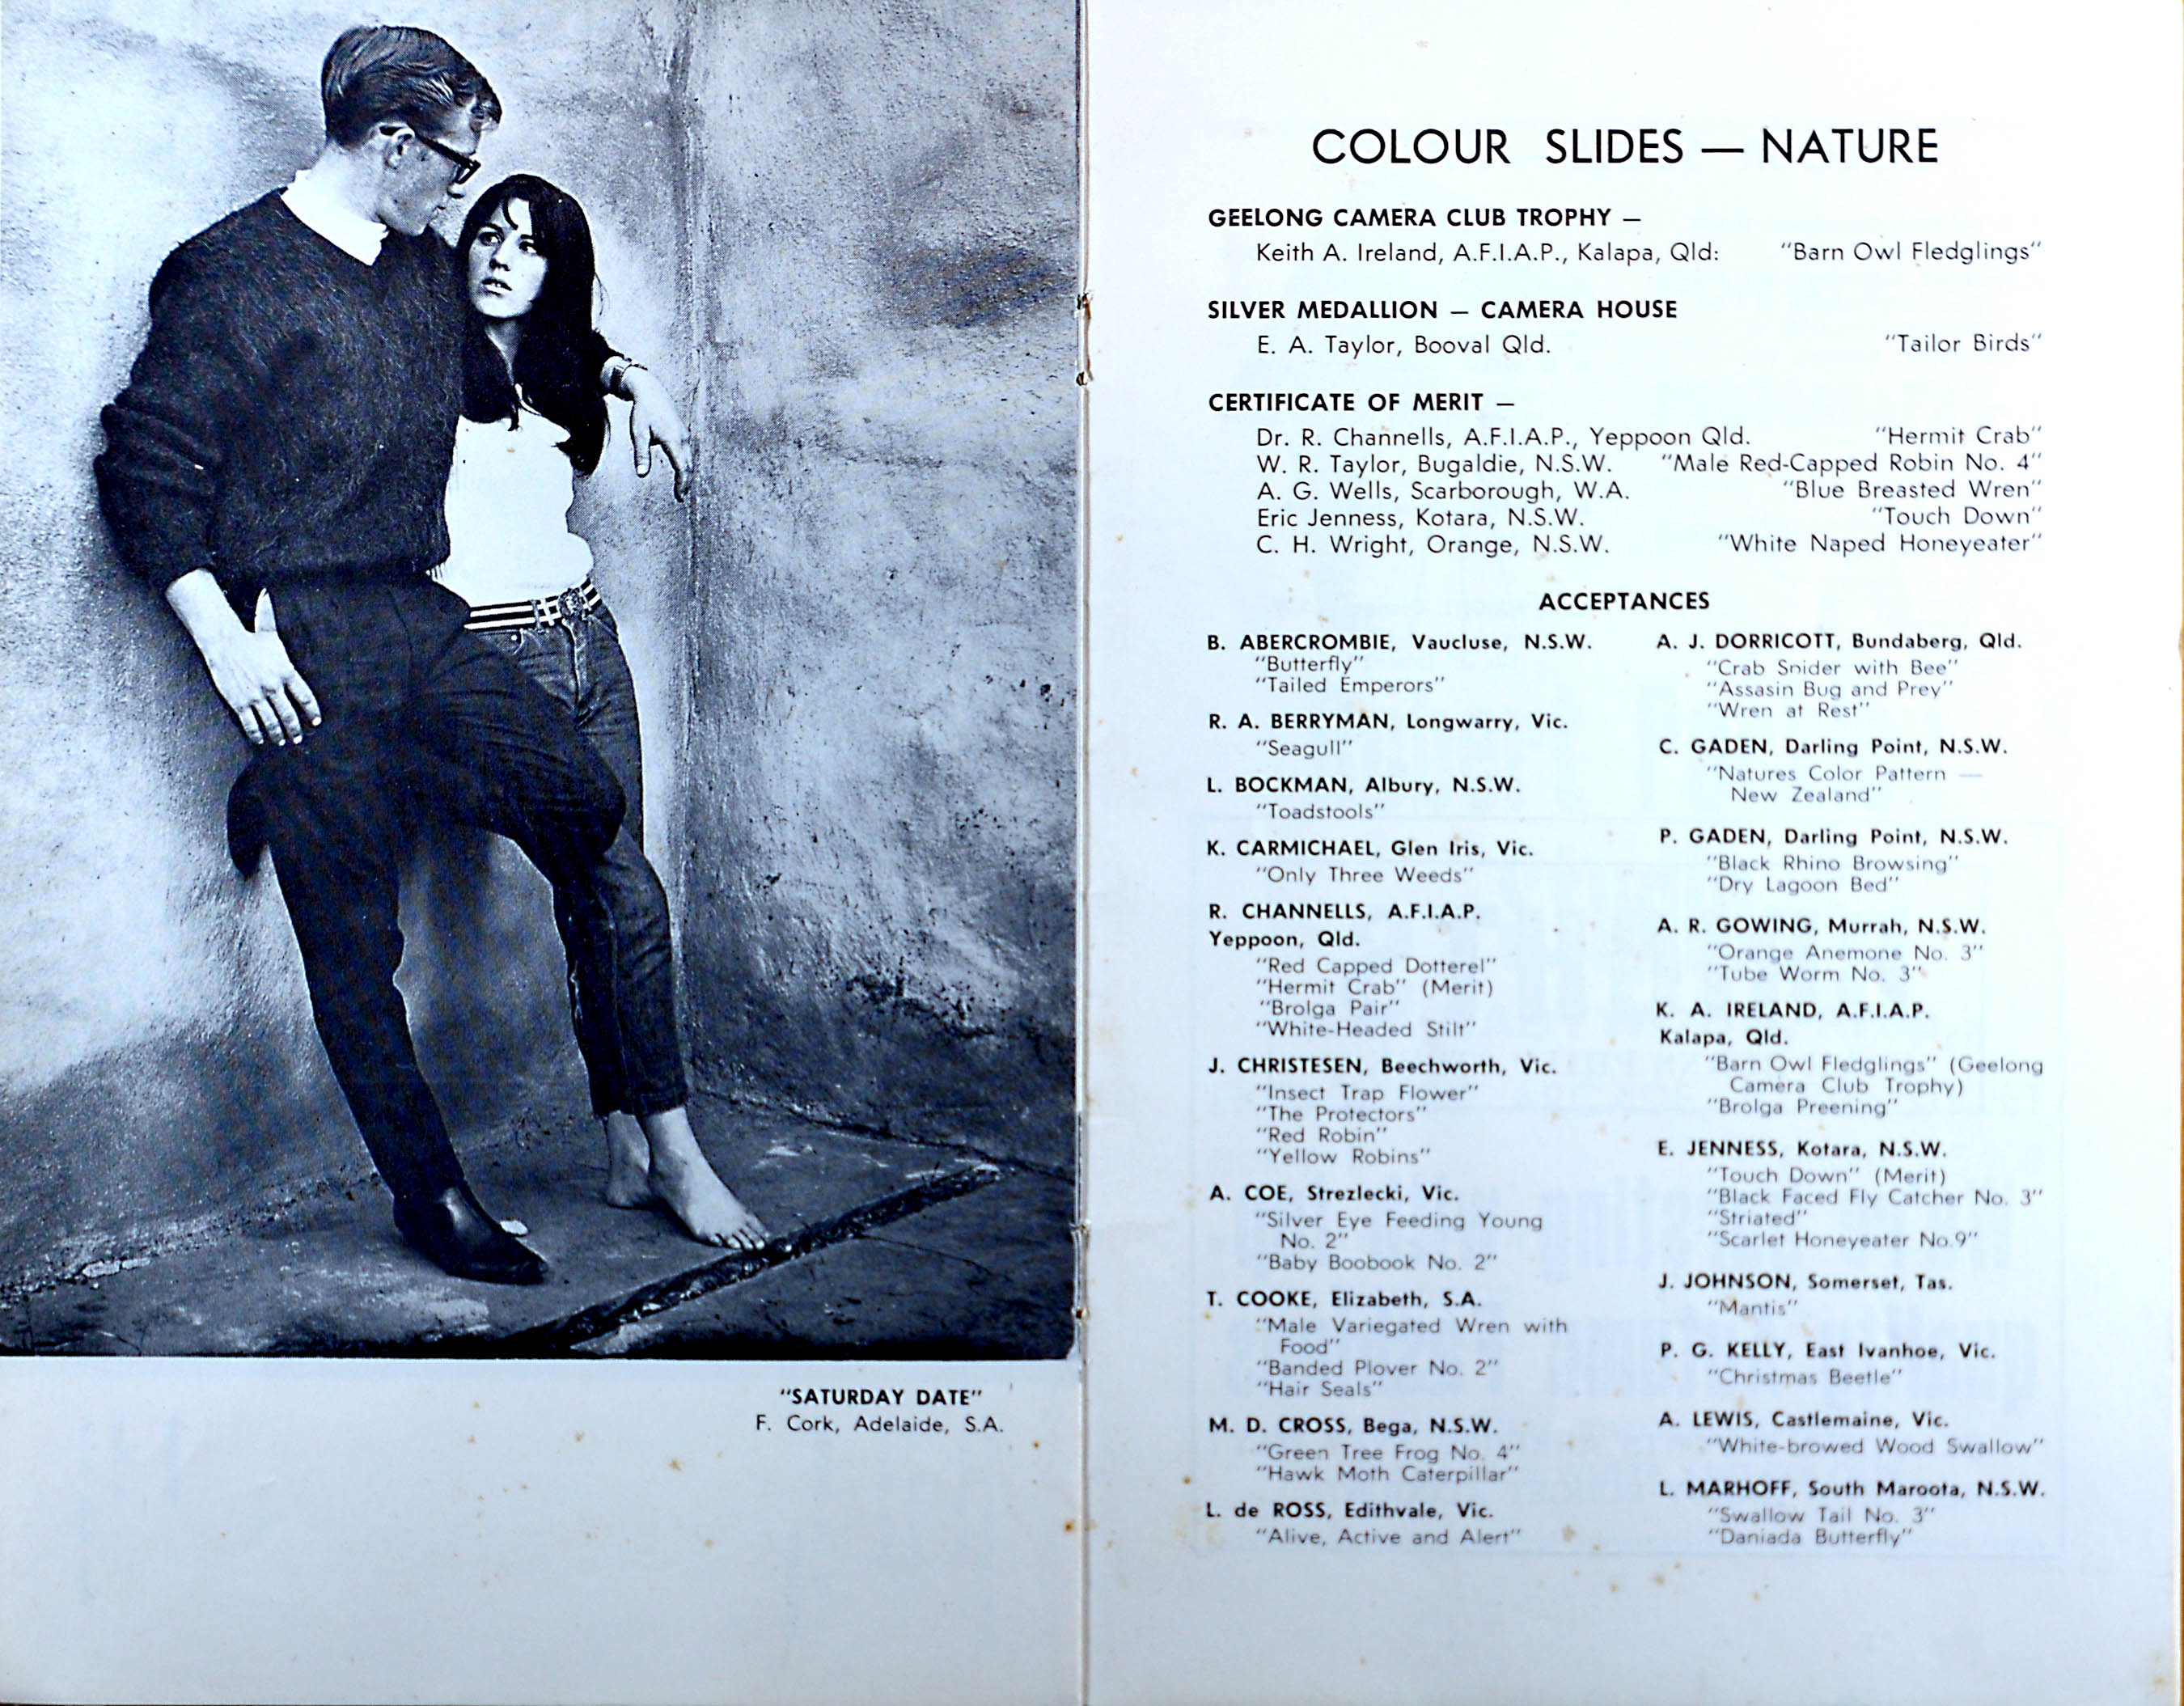 "SATURDAY DATE"
F. Cork, Adelaide, S.A.
COLOUR SLIDES — NATURE
GEELONG CAMERA CLUB TROPHY —
Keith A. Ireland, A.F.I.A.P., Kalapa, Qld: "Barn Owl Fledglings"
SILVER MEDALLION — CAMERA HOUSE
E. A. Taylor, Booval Qld. "Tailor Birds"
CERTIFICATE OF MERIT —
Dr. R. Channells, A.F.I.A.P., Yeppoon Qld. "Hermit Crab"
W. R. Taylor, Bugaldie, N.S.W. "Male Red-Capped Robin No. 4"
A. G. Wells, Scarborough, W.A. "Blue Breasted Wren"
Eric Jenness, Kotara, N.S.W. "Touch Down"
C. H. Wright, Orange, N.S.W. "White Naped Honeyeater"
ACCEPTANCES
B. ABERCROMBIE, Vaucluse, N.S.W.
"Butterfly"
"Tailed Emperors"
R. A. BERRYMAN, Longwarry, Vic.
"Seagull"
L. BOCKMAN, Albury, N.S.W.
"Toadstools"
K. CARMICHAEL, Glen Iris, Vic.
"Only Three Weeds"
R. CHANNELLS, A.F.I.A.P.
Yeppoon, Qld.
"Red Capped Dotterel"
"Hermit Crab" (Merit)
"Brolga Pair"
"White-Headed Stilt"
J. CHRISTESEN, Beechworth, Vic.
"Insect Trap Flower"
"The Protectors"
"Red Robin"
"Yellow Robins"
A. COE, Strezlecki, Vic.
"Silver Eye Feeding Young
No. 2"
"Baby Boobook No. 2"
T. COOKE, Elizabeth, S.A.
"Male Variegated Wren with
Food"
"Banded Plover No. 2"
"Hair Seals"
M. D. CROSS, Bega, N.S.W.
"Green Tree Frog No. 4"
"Hawk Moth Caterpillar"
L. de ROSS, Edithvale, Vic.
"Alive, Active and Alert"
A. J. DORRICOTT, Bundaberg, Qld.
"Crab Snider with Bee"
"Assasin Bug and Prey"
"Wren at Rest"
C. GADEN, Darling Point, N.S.W.
"Natures Color Pattern —
New Zealand"
P. GADEN, Darling Point, N.S.W.
"Black Rhino Browsing"
"Dry Lagoon Bed"
A. R. GOWING, Murrah, N.S.W.
"Orange Anemone No. 3"
"Tube Worm No. 3"
K. A. IRELAND, A.F.I.A.P.
Kalapa, Qld.
"Barn Owl Fledglings" (Geelong
Camera Club Trophy)
"Brolga Preening"
E. JENNESS, Kotara, N.S.W.
"Touch Down" (Merit)
"Black Faced Fly Catcher No. 3"
"Striated"
"Scarlet Honeyeater No.9"
J. JOHNSON, Somerset, Tas.
"Mantis"
P. G. KELLY, East Ivanhoe, Vic.
"Christmas Beetle"
A. LEWIS, Castlemaine, Vic.
"White-browed Wood Swallow"
L. MARHOFF, South Maroota, N.S.W.
"Swallow Tail No. 3"
"Daniada Butterfly"